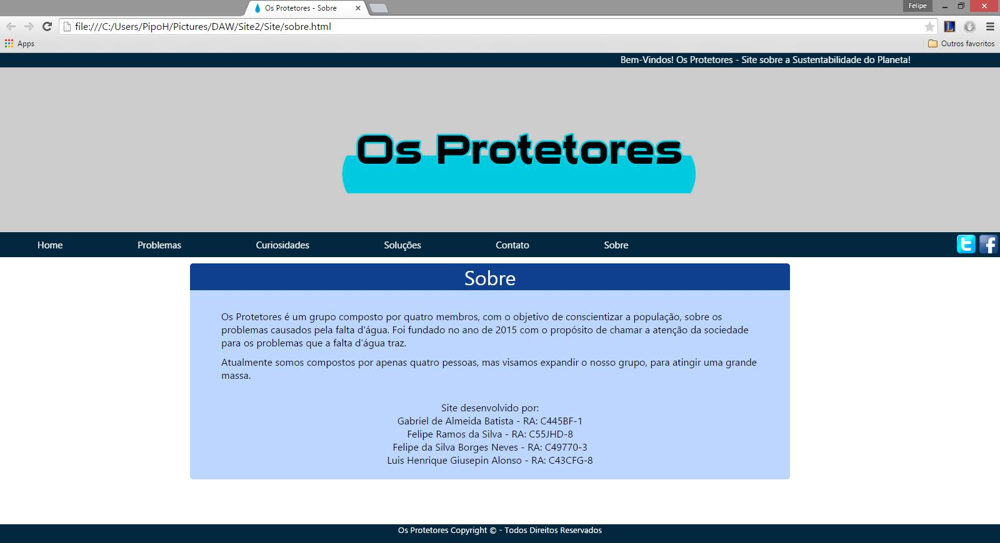 Os Protetores - Sobre
Felipe
file:///C:/Users/PipoH/Pictures/DAW/Site2/Site/sobre.html
Apps
Outros favoritos
Bem-Vindos! Os Protetores - Site sobre a Sustentabilidade do Planeta!
Os Protetores
Home Problemas Curiosidades Soluções Contato Sobre
Sobre
Os Protetores é um grupo composto por quatro membros, com o objetivo de conscientizar a população, sobre os
problemas causados pela falta d'água. Foi fundado no ano de 2015 com o propósito de chamar a atenção da sociedade
para os problemas que a falta d'água traz.
Atualmente somos compostos por apenas quatro pessoas, mas visamos expandir o nosso grupo, para atingir uma grande
massa.
Site desenvolvido por:
Gabriel de Almeida Batista - RA: C445BF-1
Felipe Ramos da Silva - RA: C55JHD-8
Felipe da Silva Borges Neves - RA: C49770-3
Luis Henrique Giusepin Alonso - RA: C43CFG-8
Os Protetores Copyright © - Todos Direitos Reservados